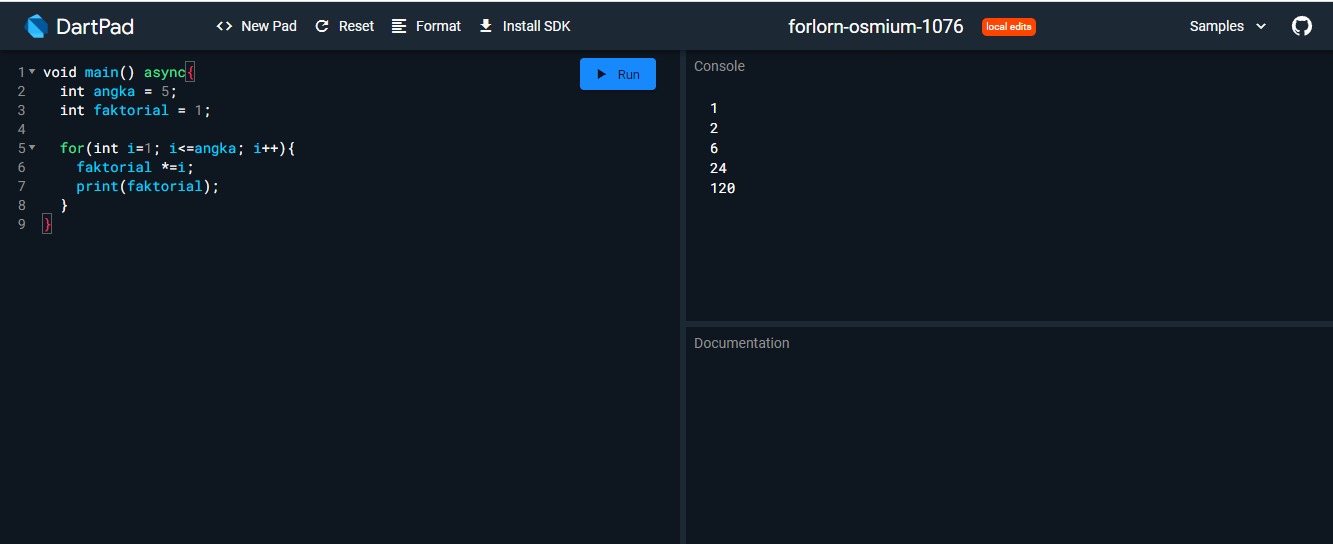 DartPad <> New Pad Reset Format Install SDK forlorn-osmium-1076 local edits Samples
1 void main() async{
2   int angka = 5;
3   int faktorial = 1;
4
5   for(int i=1; i<=angka; i++){
6     faktorial *=i;
7     print(faktorial);
8   }
9 }
Run
Console
1
2
6
24
120
Documentation